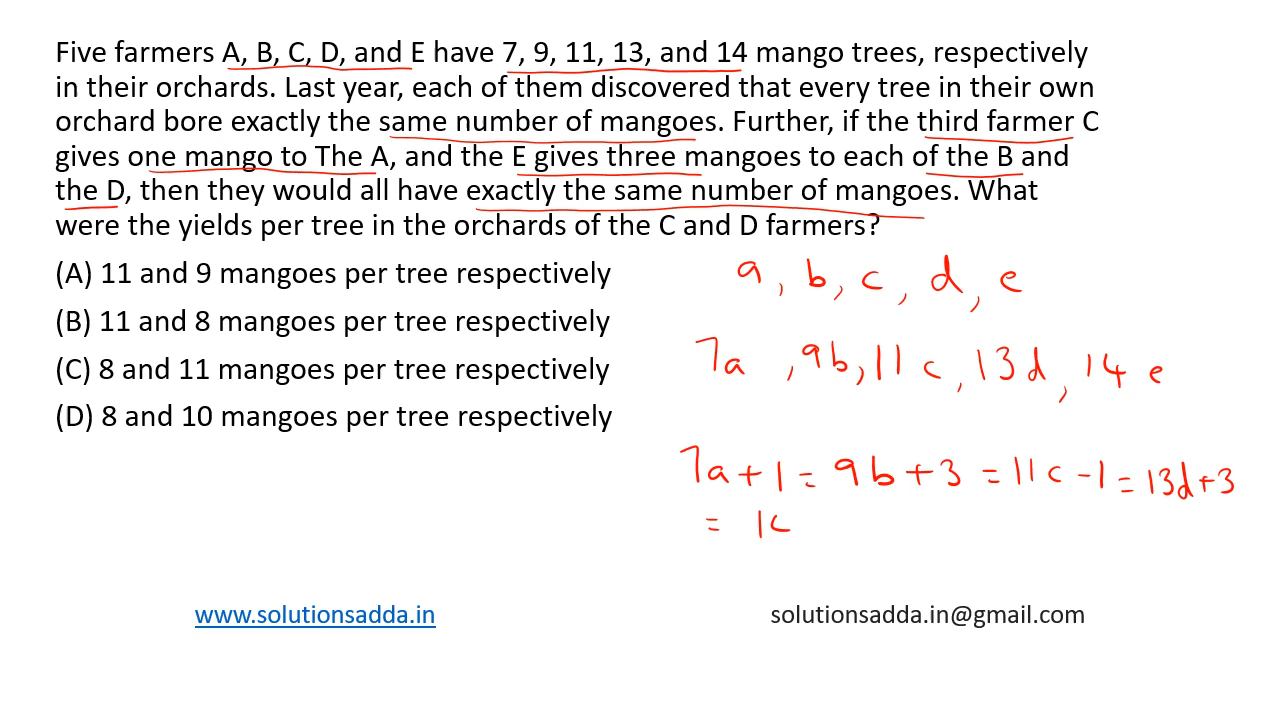 Five farmers A, B, C, D, and E have 7, 9, 11, 13, and 14 mango trees, respectively
in their orchards. Last year, each of them discovered that every tree in their own
orchard bore exactly the same number of mangoes. Further, if the third farmer C
gives one mango to The A, and the E gives three mangoes to each of the B and
the D, then they would all have exactly the same number of mangoes. What
were the yields per tree in the orchards of the C and D farmers?
(A) 11 and 9 mangoes per tree respectively
(B) 11 and 8 mangoes per tree respectively
(C) 8 and 11 mangoes per tree respectively
(D) 8 and 10 mangoes per tree respectively
a, b, c, d, e
7a, 9b, 11c, 13d, 14e
7a + 1 = 9b + 3 = 11c - 1 = 13d + 3
= 1
www.solutionsadda.in
solutionsadda.in@gmail.com